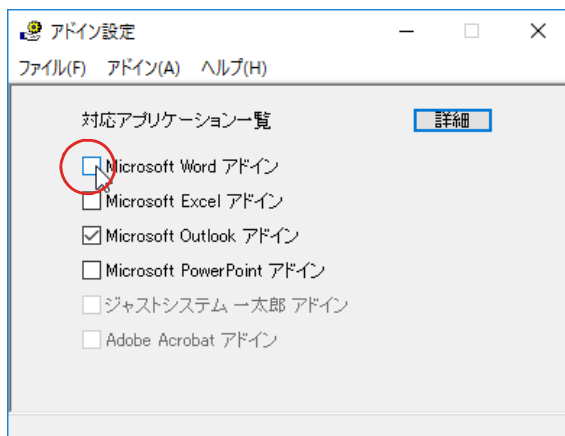 アドイン設定
ファイル(F) アドイン(A) ヘルプ(H)
対応アプリケーション一覧 詳細
Microsoft Word アドイン
Microsoft Excel アドイン
Microsoft Outlook アドイン
Microsoft PowerPoint アドイン
ジャストシステム 一太郎 アドイン
Adobe Acrobat アドイン